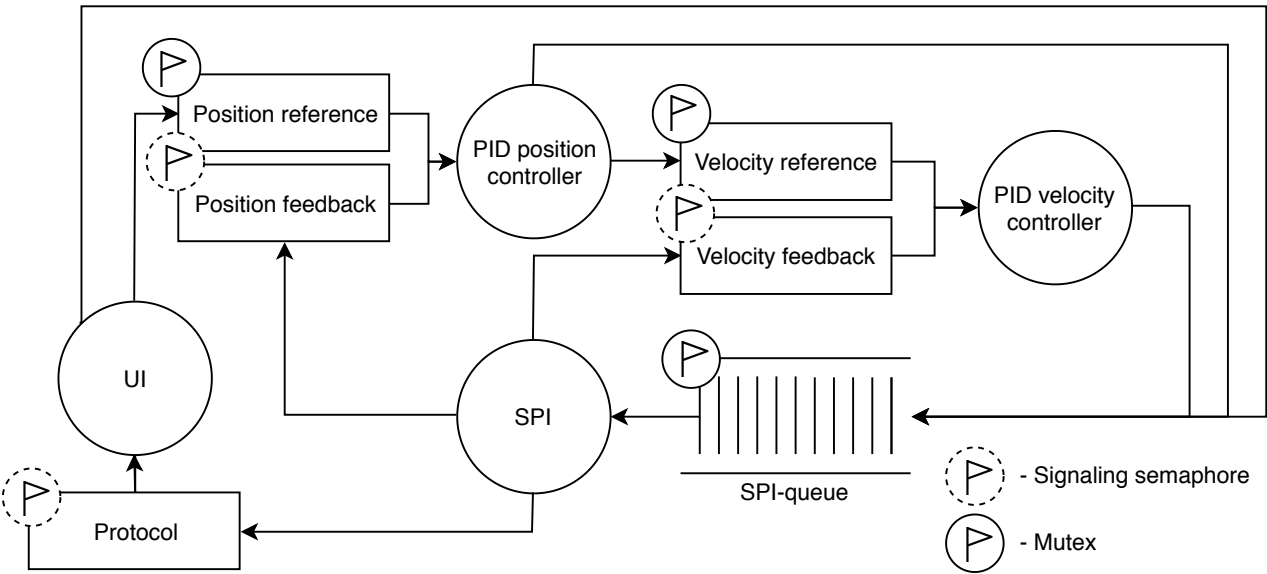 Position reference
Position feedback
PID position
controller
Velocity reference
Velocity feedback
PID velocity
controller
UI
SPI
SPI-queue
Protocol
- Signaling semaphore
- Mutex